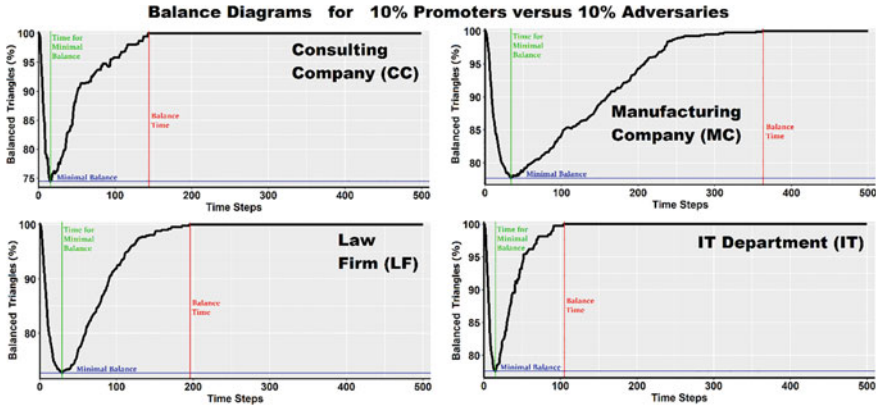 Balance Diagrams for 10% Promoters versus 10% Adversaries
Balanced Triangles (%)
100
95
90
85
80
75
Time for
Minimal
Balance
Consulting
Company (CC)
Balance
Time
Minimal Balance
0
100
200
300
400
500
Time Steps
Balanced Triangles (%)
100
95
90
85
80
Time for
Minimal
Balance
Manufacturing
Company (MC)
Balance
Time
Minimal Balance
0
100
200
300
400
500
Time Steps
Balanced Triangles (%)
100
90
80
Time for
Minimal
Balance
Law
Firm (LF)
Balance
Time
Minimal Balance
0
100
200
300
400
500
Time Steps
Balanced Triangles (%)
100
95
90
85
80
Time for
Minimal
Balance
IT Department (IT)
Balance
Time
Minimal Balance
0
100
200
300
400
500
Time Steps